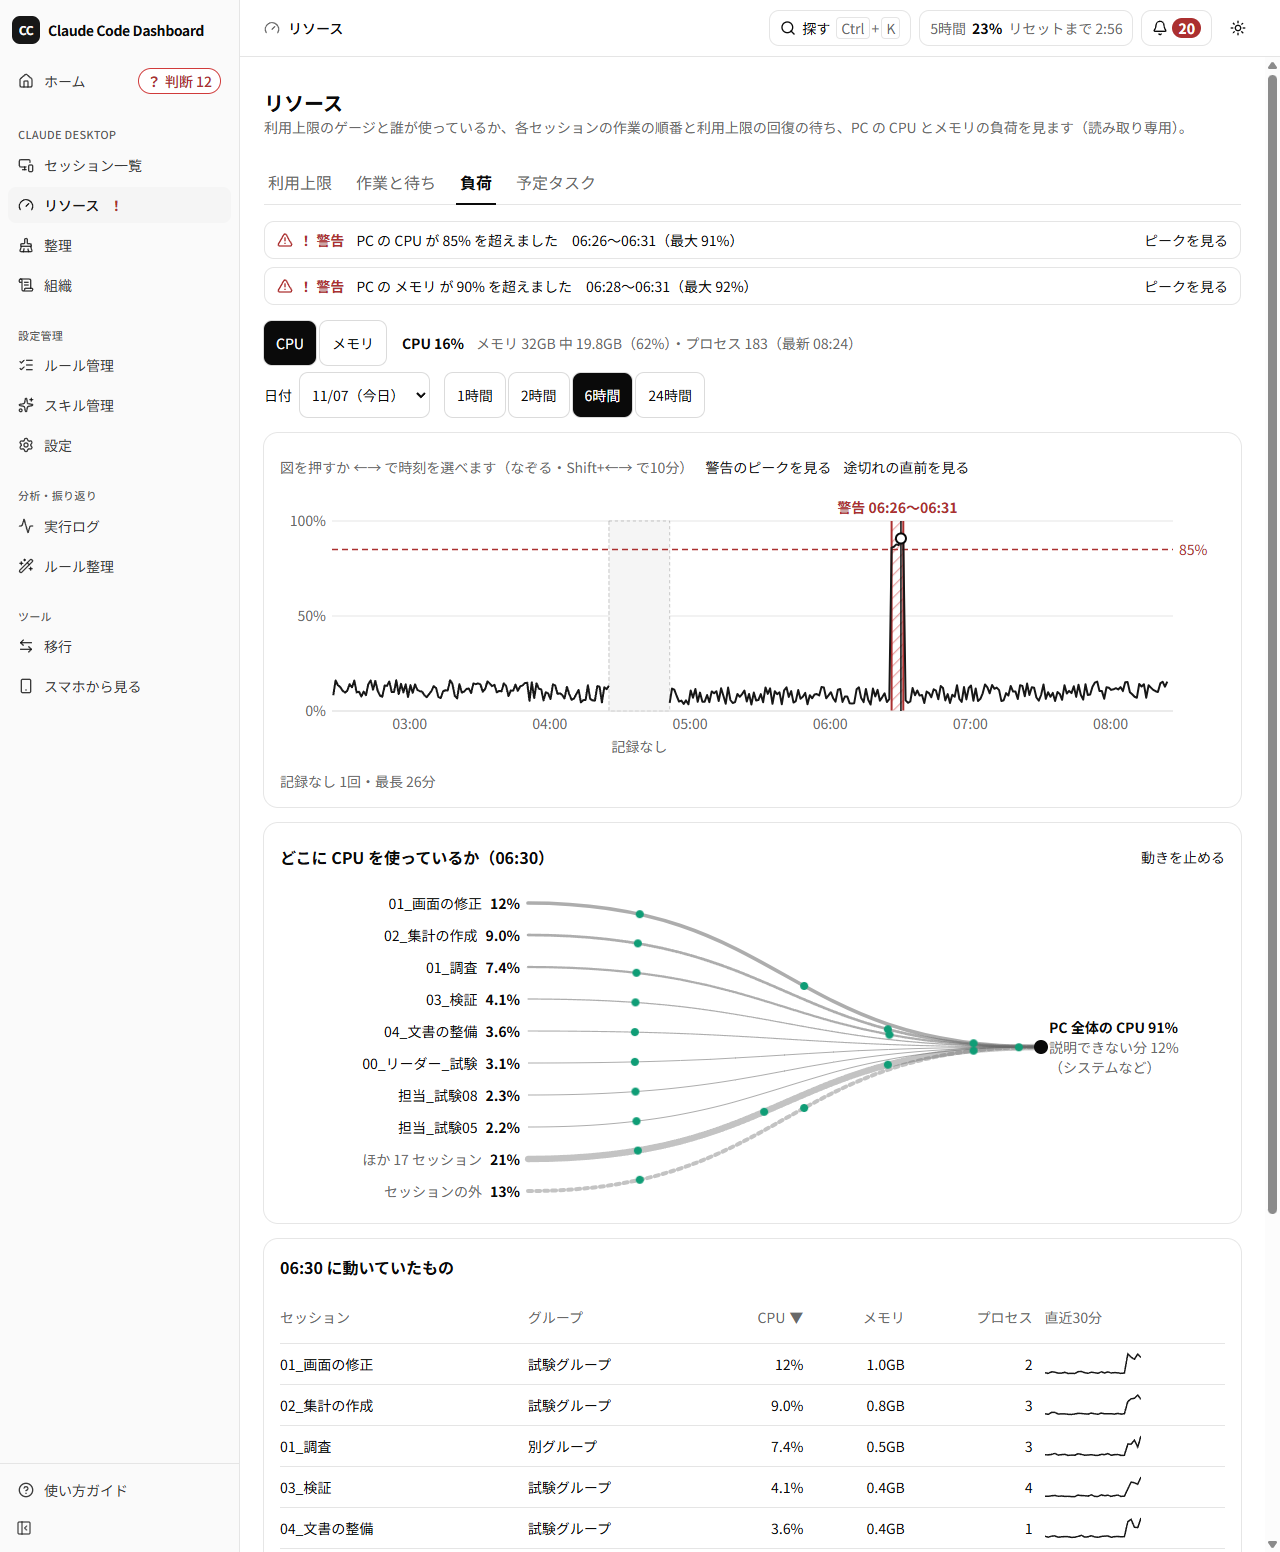 CC Claude Code Dashboard
ホーム
? 判断 12
CLAUDE DESKTOP
セッション一覧
リソース !
整理
組織
設定管理
ルール管理
スキル管理
設定
分析・振り返り
実行ログ
ルール整理
ツール
移行
スマホから見る
使い方ガイド
リソース
探す Ctrl + K
5時間 23% リセットまで 2:56
20
リソース
利用上限のゲージと誰が使っているか、各セッションの作業の順番と利用上限の回復の待ち、PC の CPU とメモリの負荷を見ます（読み取り専用）。
利用上限 作業と待ち 負荷 予定タスク
! 警告 PC の CPU が 85% を超えました 06:26〜06:31（最大 91%） ピークを見る
! 警告 PC の メモリ が 90% を超えました 06:28〜06:31（最大 92%） ピークを見る
CPU メモリ CPU 16% メモリ 32GB 中 19.8GB（62%）・プロセス 183（最新 08:24）
日付 11/07（今日） 1時間 2時間 6時間 24時間
図を押すか ←→ で時刻を選べます（なぞる・Shift+←→ で10分） 警告のピークを見る 途切れの直前を見る
警告 06:26〜06:31
100%
85%
50%
0%
03:00 04:00 05:00 06:00 07:00 08:00
記録なし
記録なし 1回・最長 26分
どこに CPU を使っているか（06:30） 動きを止める
01_画面の修正 12%
02_集計の作成 9.0%
01_調査 7.4%
03_検証 4.1%
04_文書の整備 3.6%
00_リーダー_試験 3.1%
担当_試験08 2.3%
担当_試験05 2.2%
ほか 17 セッション 21%
セッションの外 13%
PC 全体の CPU 91%
説明できない分 12%
（システムなど）
06:30 に動いていたもの
セッション グループ CPU ▼ メモリ プロセス 直近30分
01_画面の修正 試験グループ 12% 1.0GB 2
02_集計の作成 試験グループ 9.0% 0.8GB 3
01_調査 別グループ 7.4% 0.5GB 3
03_検証 試験グループ 4.1% 0.4GB 4
04_文書の整備 試験グループ 3.6% 0.4GB 1